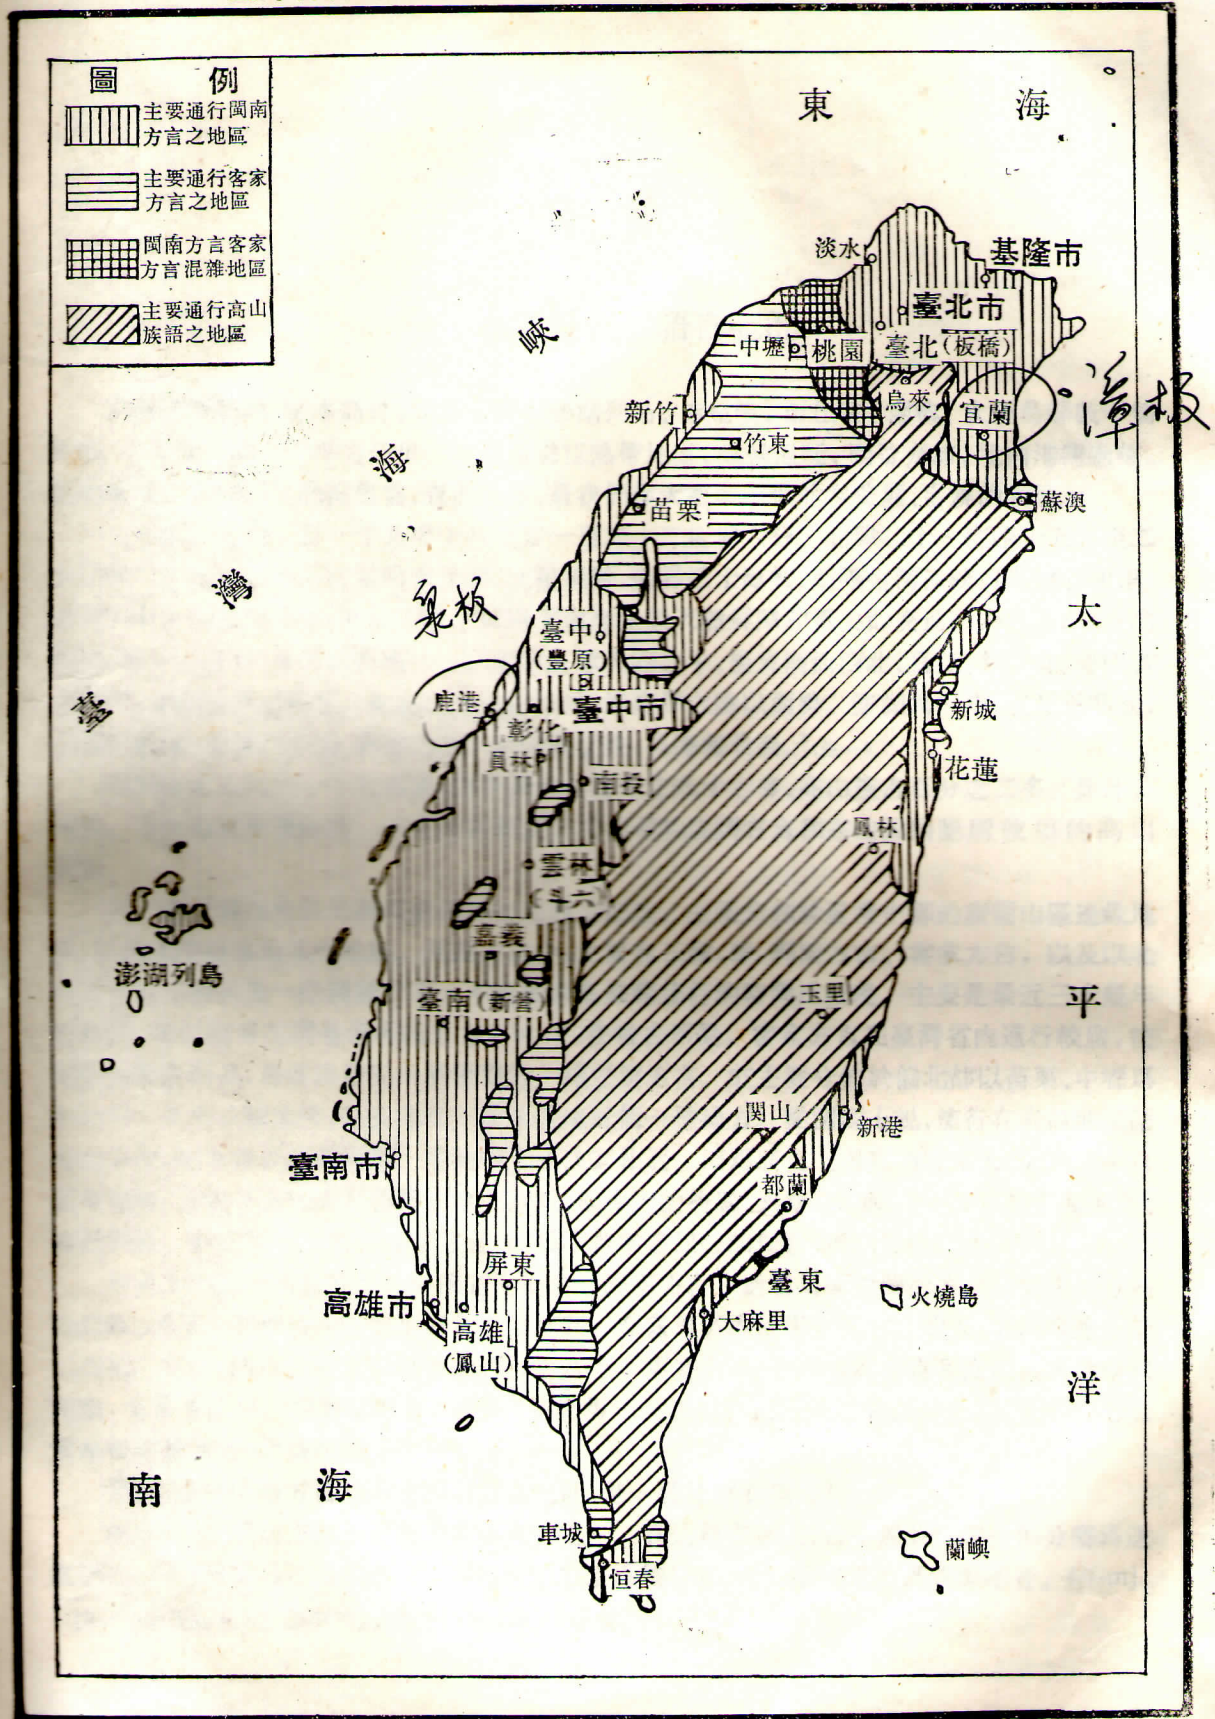 圖 例
主要通行閩南
方言之地區
主要通行客家
方言之地區
閩南方言客家
方言混雜地區
主要通行高山
族語之地區
東 海
淡水
基隆市
臺北市
臺北(板橋)
中壢
桃園
烏來
宜蘭
漳板
新竹
竹東
蘇澳
苗栗
臺灣海峽
泉板
臺中
(豐原)
臺中市
鹿港
彰化
員林
南投
新城
花蓮
鳳林
雲林
(斗六)
嘉義
澎湖列島
臺南(新營)
玉里
関山
新港
都蘭
臺南市
屏東
臺東
火燒島
大麻里
高雄市
高雄
(鳳山)
太平洋
南 海
車城
恒春
蘭嶼